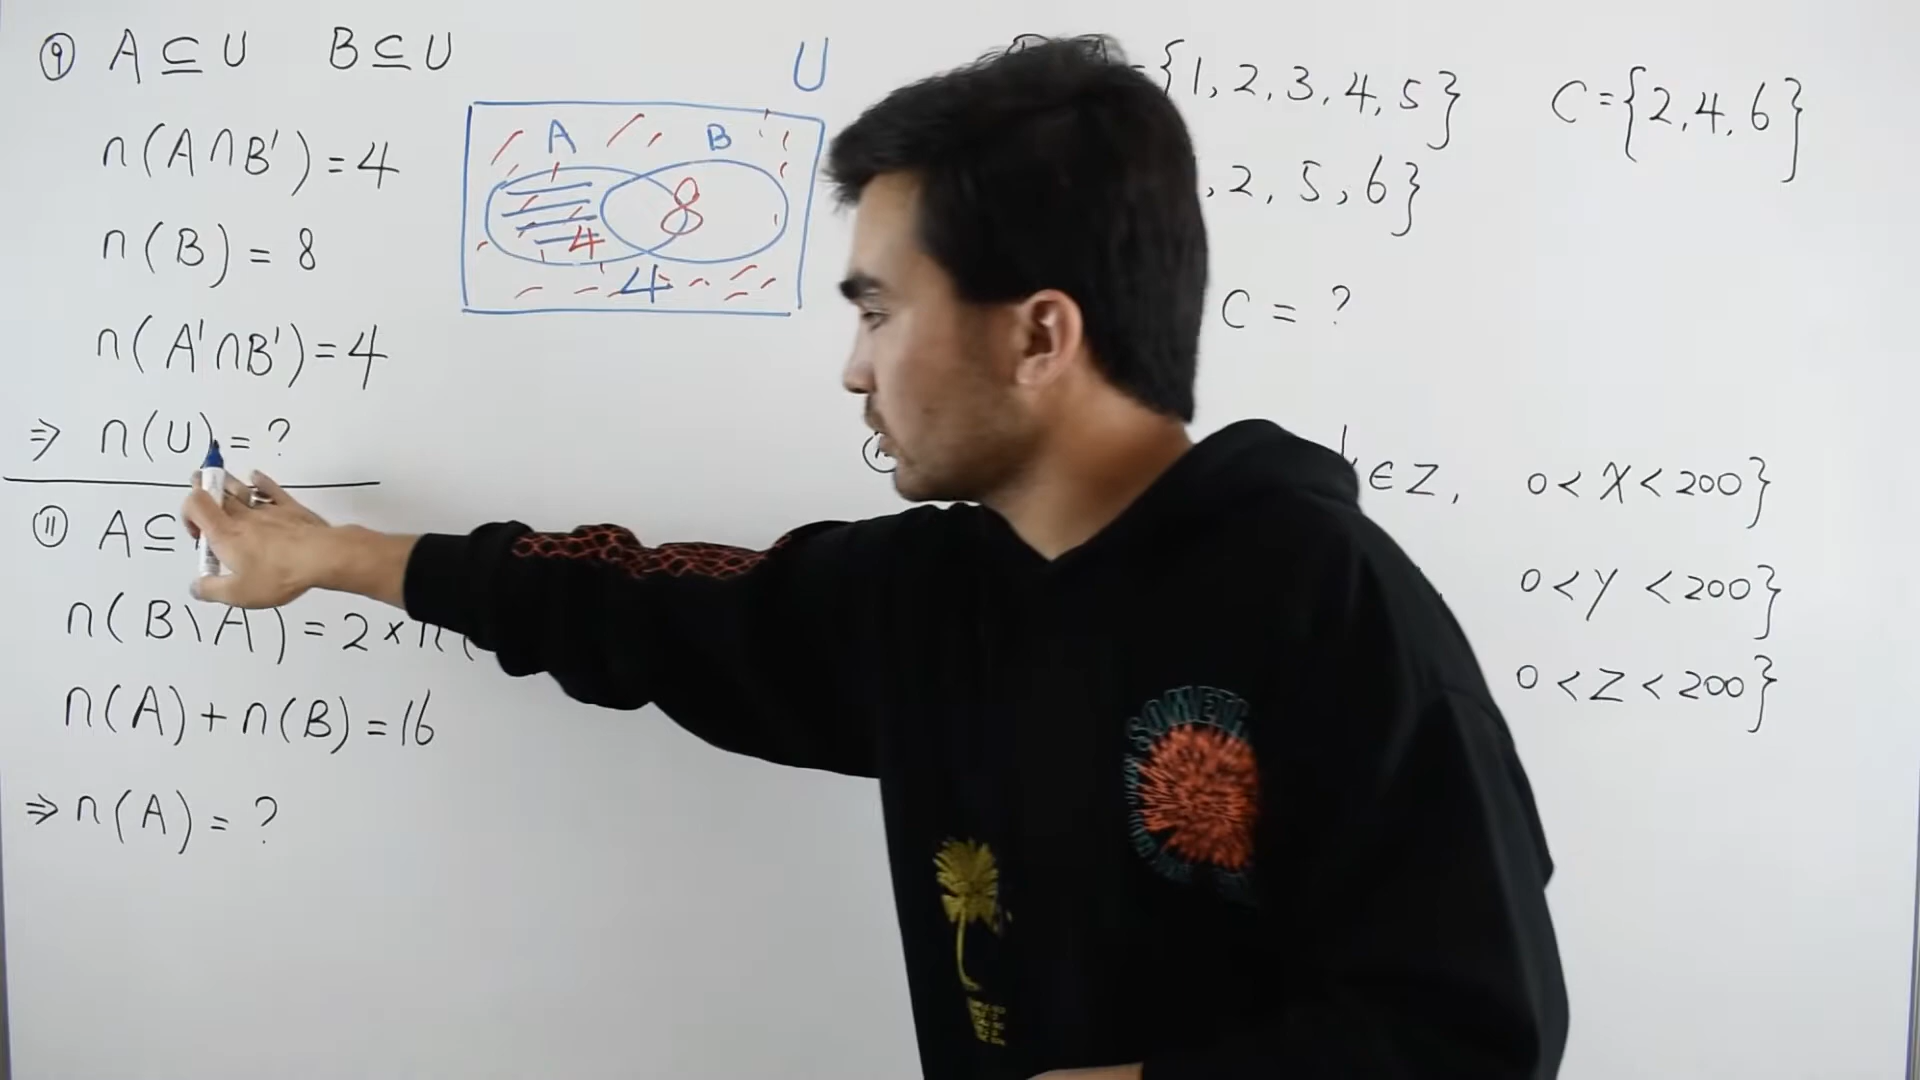 ⑨ A ⊆ U B ⊆ U
n(A∩B') = 4
n(B) = 8
n(A'∩B') = 4
⇒ n(U) = ?
U
A B
8
4
4
⑪ A ⊆
n(B\A) = 2 × n(
n(A) + n(B) = 16
⇒ n(A) = ?
= {1, 2, 3, 4, 5} C = {2, 4, 6}
, 2, 5, 6}
C = ?
∈ Z, 0 < X < 200}
0 < Y < 200}
0 < Z < 200}